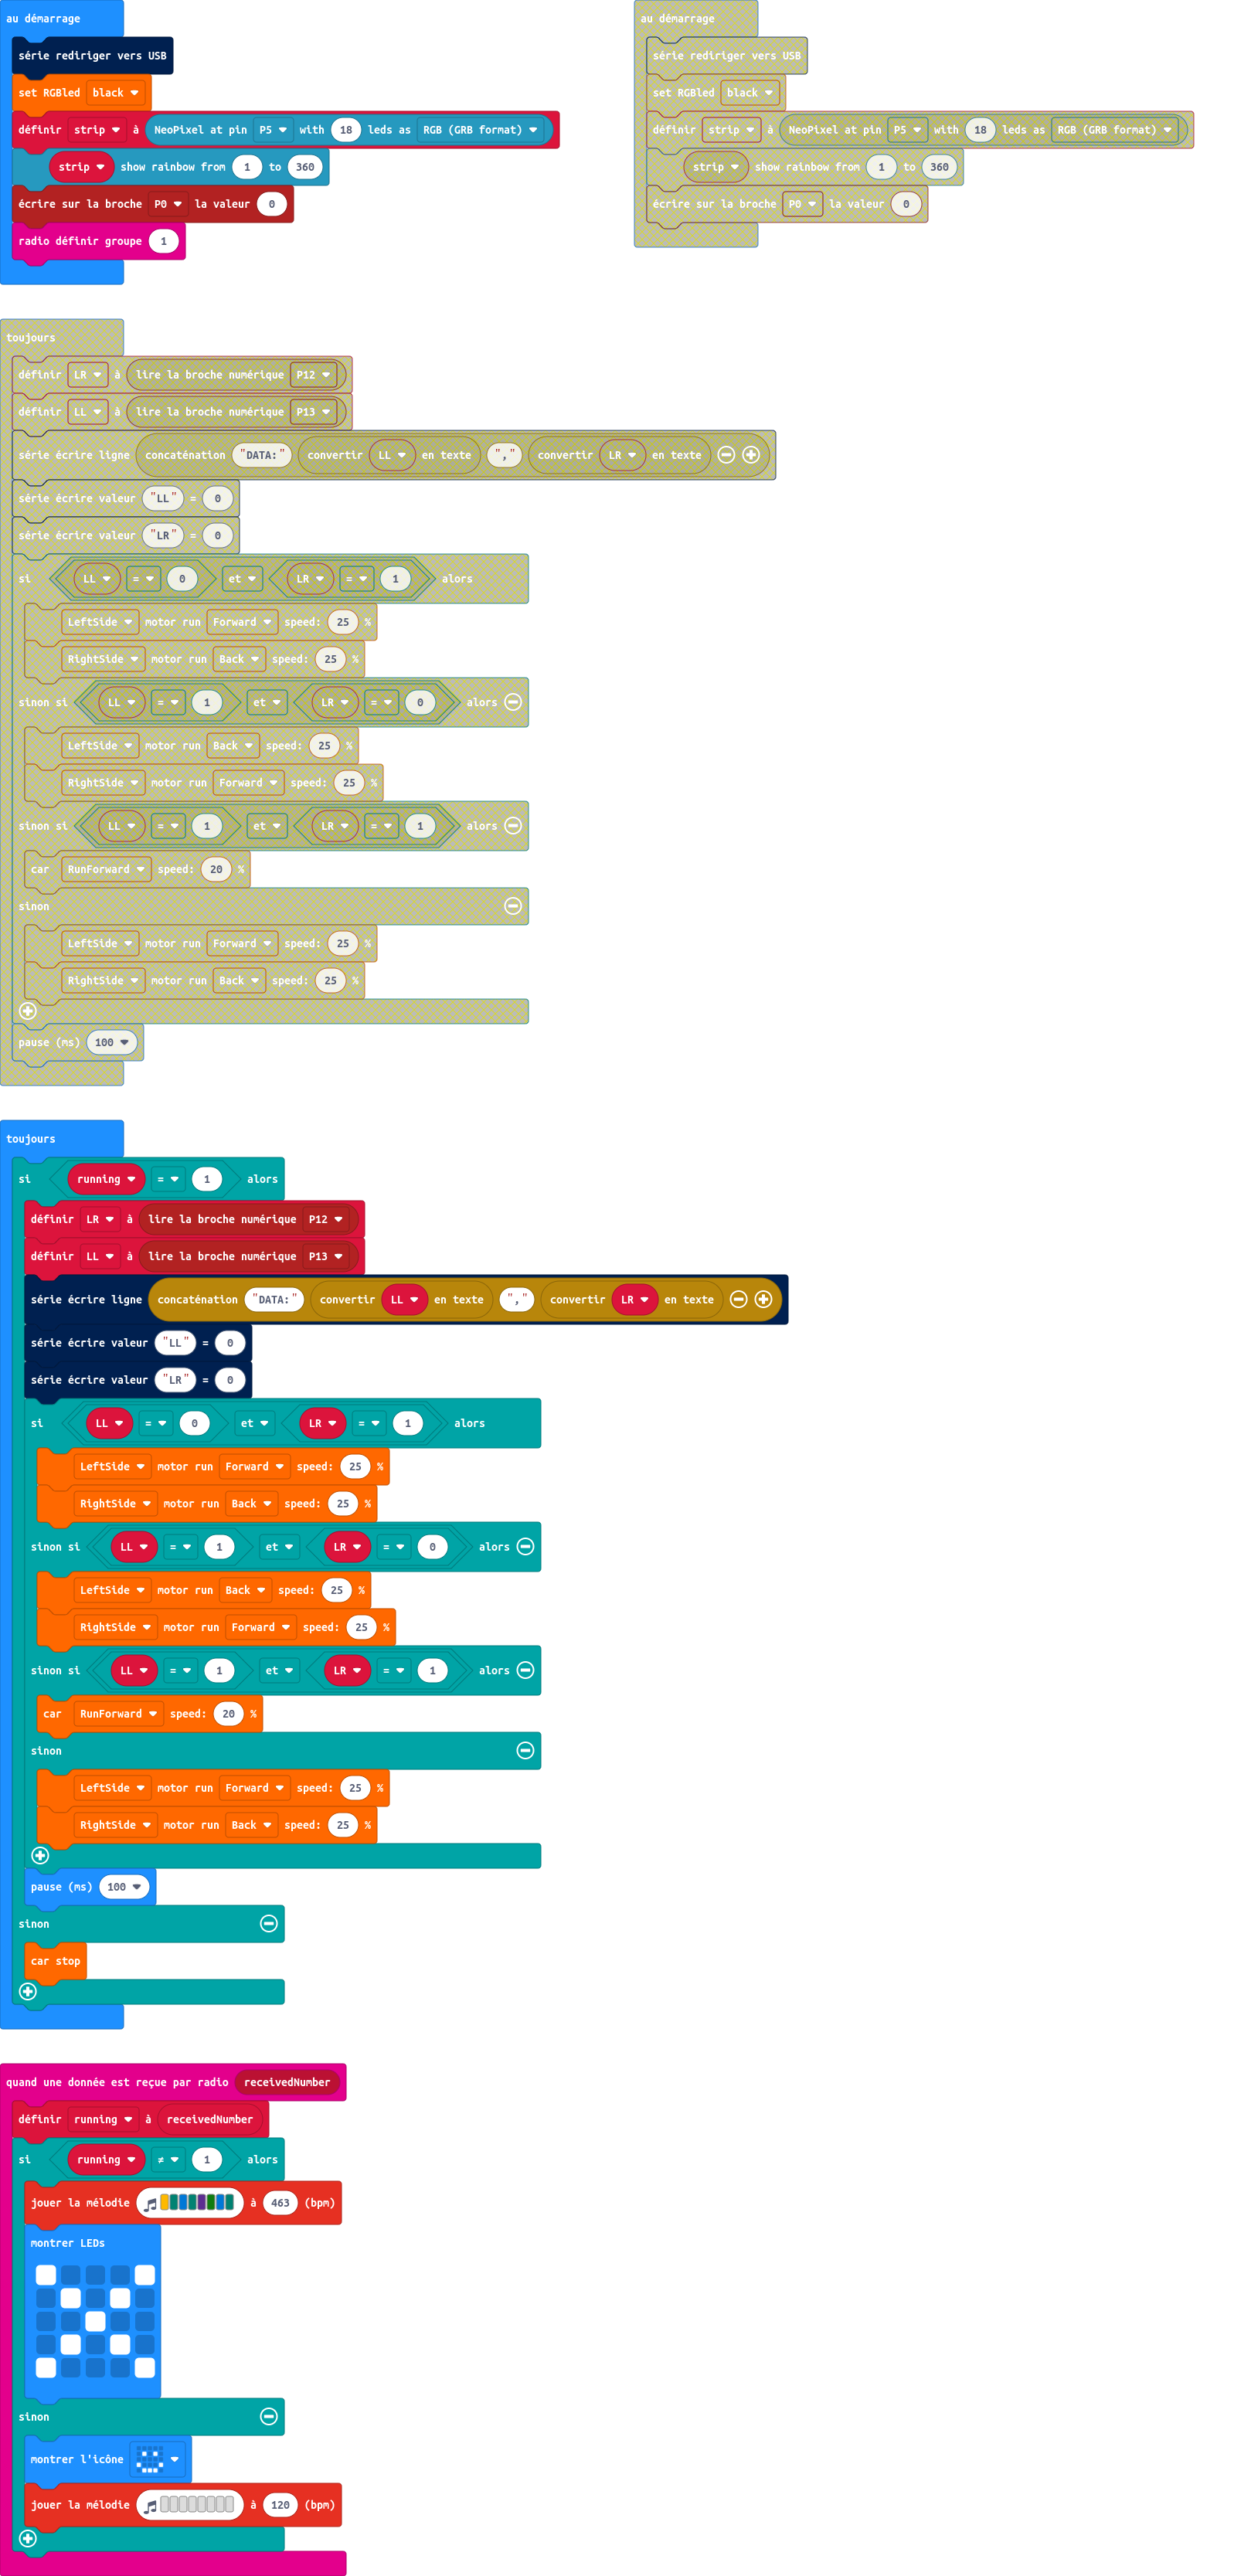 au démarrage
série rediriger vers USB
set RGBled black
définir strip à NeoPixel at pin P5 with 18 leds as RGB (GRB format)
strip show rainbow from 1 to 360
écrire sur la broche P0 la valeur 0
radio définir groupe 1
au démarrage
série rediriger vers USB
set RGBled black
définir strip à NeoPixel at pin P5 with 18 leds as RGB (GRB format)
strip show rainbow from 1 to 360
écrire sur la broche P0 la valeur 0
toujours
définir LR à lire la broche numérique P12
définir LL à lire la broche numérique P13
série écrire ligne concaténation "DATA:" convertir LL en texte "," convertir LR en texte
série écrire valeur "LL" = 0
série écrire valeur "LR" = 0
si LL = 0 et LR = 1 alors
LeftSide motor run Forward speed: 25 %
RightSide motor run Back speed: 25 %
sinon si LL = 1 et LR = 0 alors
LeftSide motor run Back speed: 25 %
RightSide motor run Forward speed: 25 %
sinon si LL = 1 et LR = 1 alors
car RunForward speed: 20 %
sinon
LeftSide motor run Forward speed: 25 %
RightSide motor run Back speed: 25 %
pause (ms) 100
toujours
si running = 1 alors
définir LR à lire la broche numérique P12
définir LL à lire la broche numérique P13
série écrire ligne concaténation "DATA:" convertir LL en texte "," convertir LR en texte
série écrire valeur "LL" = 0
série écrire valeur "LR" = 0
si LL = 0 et LR = 1 alors
LeftSide motor run Forward speed: 25 %
RightSide motor run Back speed: 25 %
sinon si LL = 1 et LR = 0 alors
LeftSide motor run Back speed: 25 %
RightSide motor run Forward speed: 25 %
sinon si LL = 1 et LR = 1 alors
car RunForward speed: 20 %
sinon
LeftSide motor run Forward speed: 25 %
RightSide motor run Back speed: 25 %
pause (ms) 100
sinon
car stop
quand une donnée est reçue par radio receivedNumber
définir running à receivedNumber
si running ≠ 1 alors
jouer la mélodie à 463 (bpm)
montrer LEDs
sinon
montrer l'icône
jouer la mélodie à 120 (bpm)